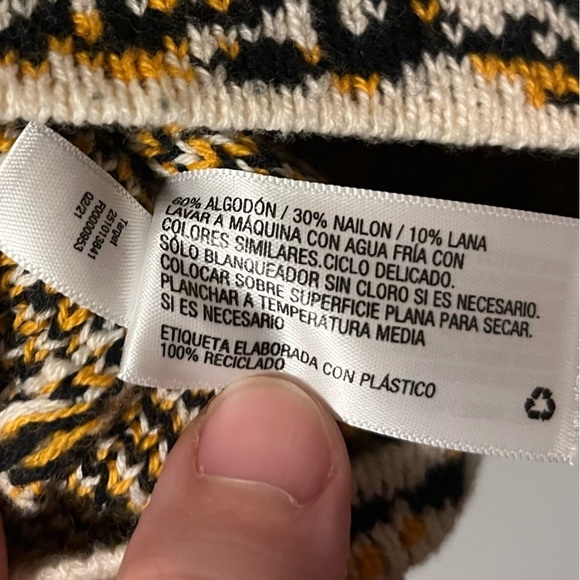 60% ALGODÓN / 30% NAILON / 10% LANA
LAVAR A MÁQUINA CON AGUA FRÍA CON
COLORES SIMILARES.CICLO DELICADO.
SÓLO BLANQUEADOR SIN CLORO SI ES NECESARIO.
COLOCAR SOBRE SUPERFICIE PLANA PARA SECAR.
PLANCHAR A TEMPERATURA MEDIA
SI ES NECESARIO
ETIQUETA ELABORADA CON PLÁSTICO
100% RECICLADO
Target
251013941
F00000953
02/21